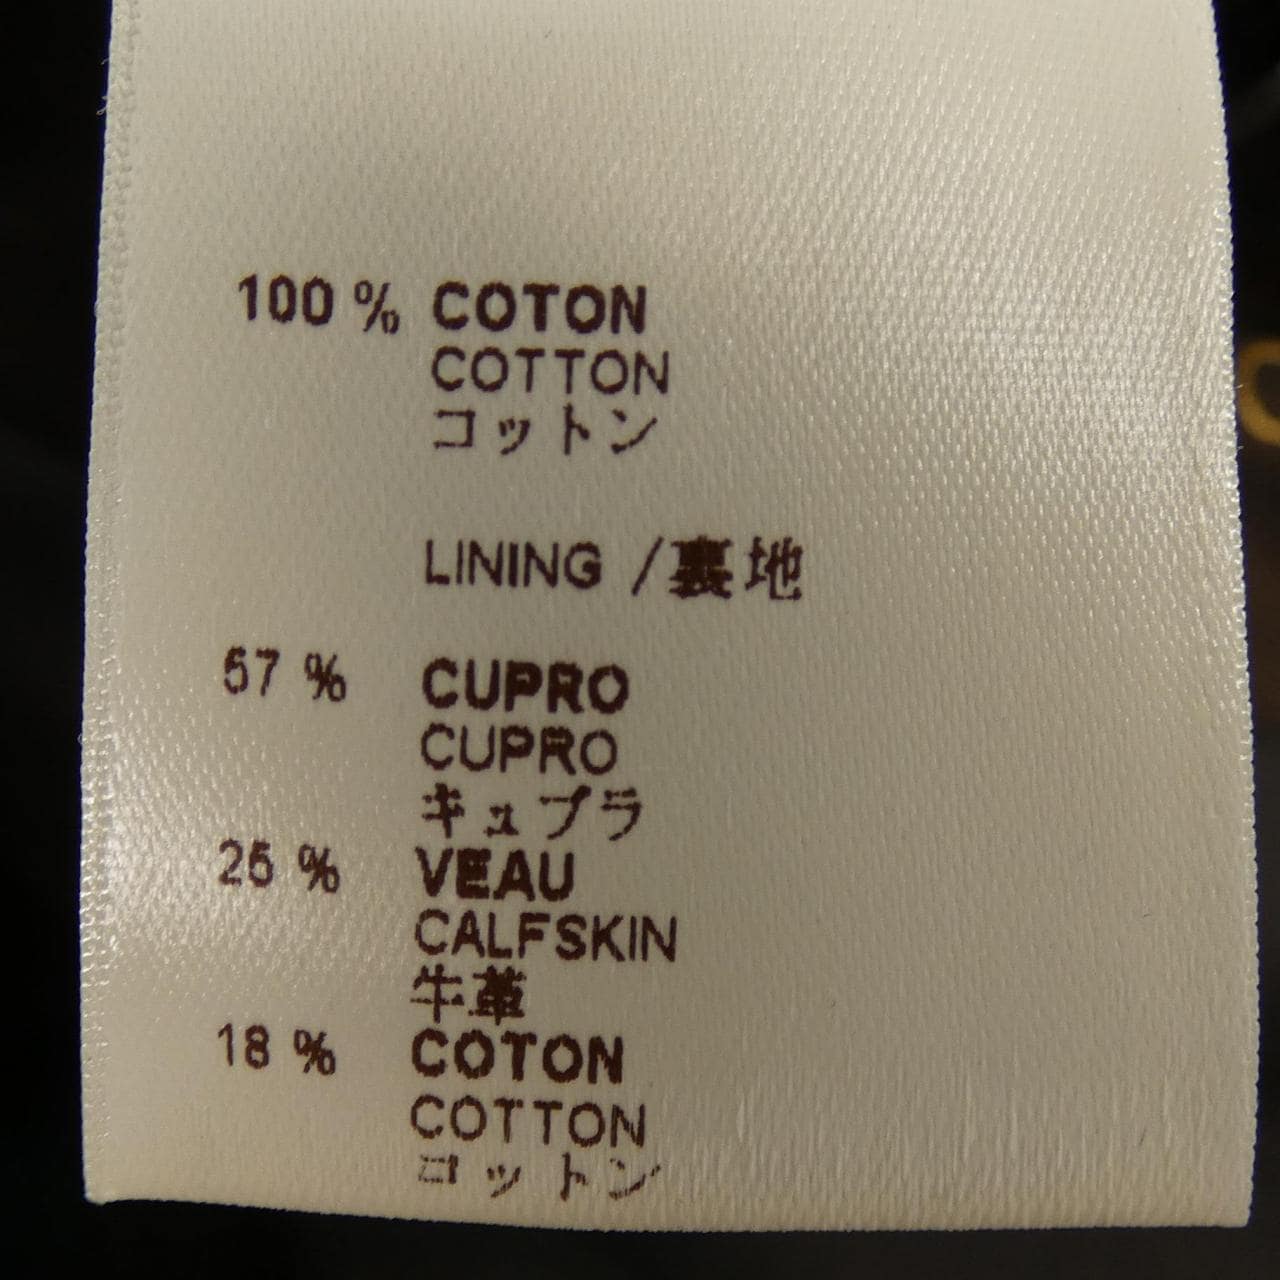 100 % COTON
COTTON
コットン
LINING / 裏地
57 % CUPRO
CUPRO
キュプラ
25 % VEAU
CALFSKIN
牛革
18 % COTON
COTTON
コットン